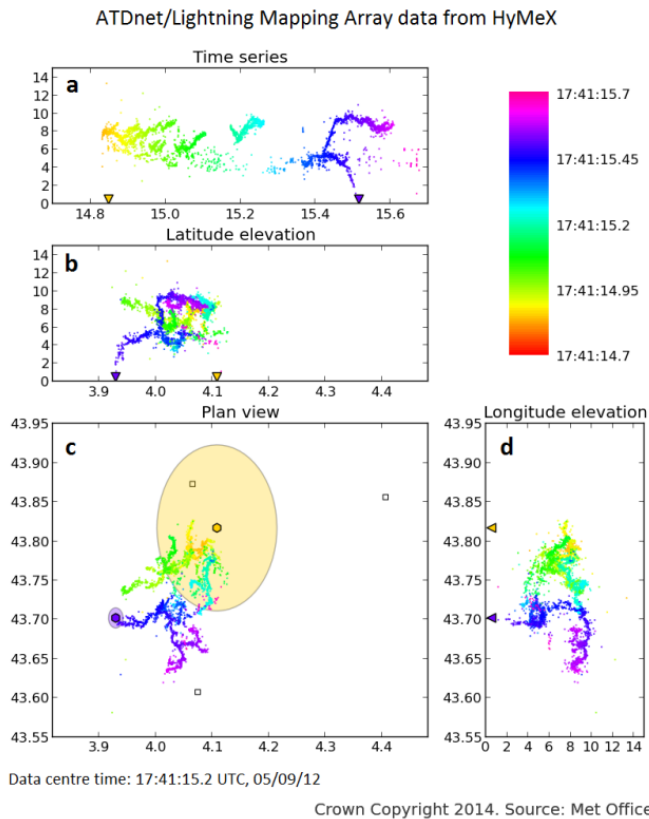 ATDnet/Lightning Mapping Array data from HyMeX
Time series
a
14
12
10
8
6
4
2
0
14.8 15.0 15.2 15.4 15.6
17:41:15.7
17:41:15.45
17:41:15.2
17:41:14.95
17:41:14.7
Latitude elevation
b
14
12
10
8
6
4
2
0
3.9 4.0 4.1 4.2 4.3 4.4
Plan view
c
43.95
43.90
43.85
43.80
43.75
43.70
43.65
43.60
43.55
3.9 4.0 4.1 4.2 4.3 4.4
Longitude elevation
d
43.95
43.90
43.85
43.80
43.75
43.70
43.65
43.60
43.55
0 2 4 6 8 10 12 14
Data centre time: 17:41:15.2 UTC, 05/09/12
Crown Copyright 2014. Source: Met Office